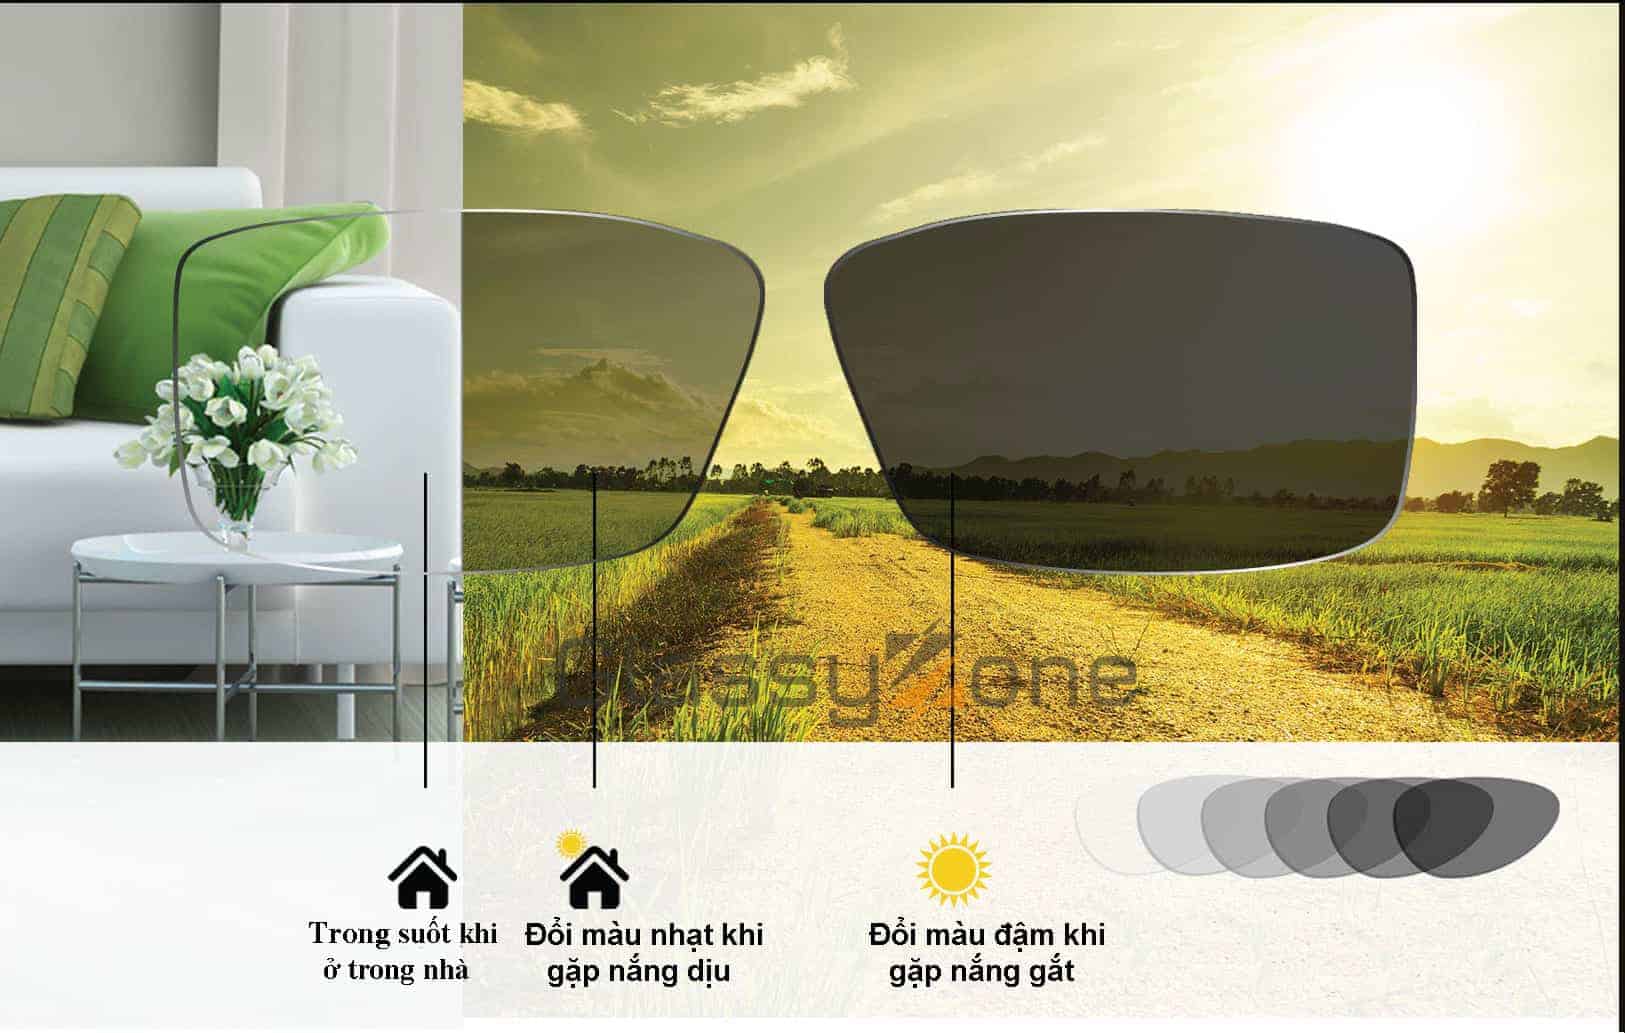 GlassyZone
Trong suốt khi
ở trong nhà
Đổi màu nhạt khi
gặp nắng dịu
Đổi màu đậm khi
gặp nắng gắt